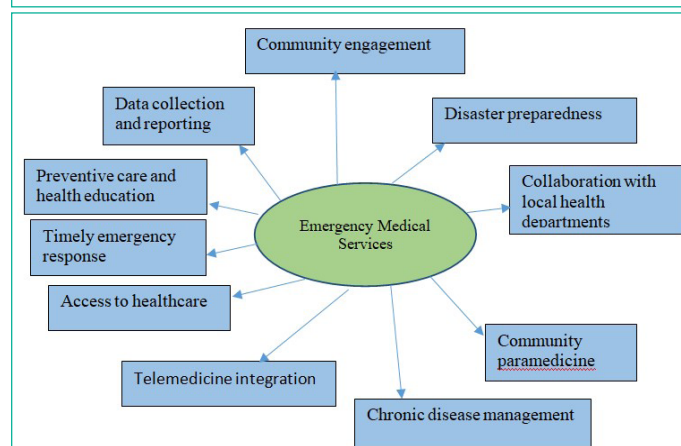 Community engagement
Data collection
and reporting
Disaster preparedness
Preventive care and
health education
Collaboration with
local health
departments
Emergency Medical
Services
Timely emergency
response
Access to healthcare
Community
paramedicine
Telemedicine integration
Chronic disease management